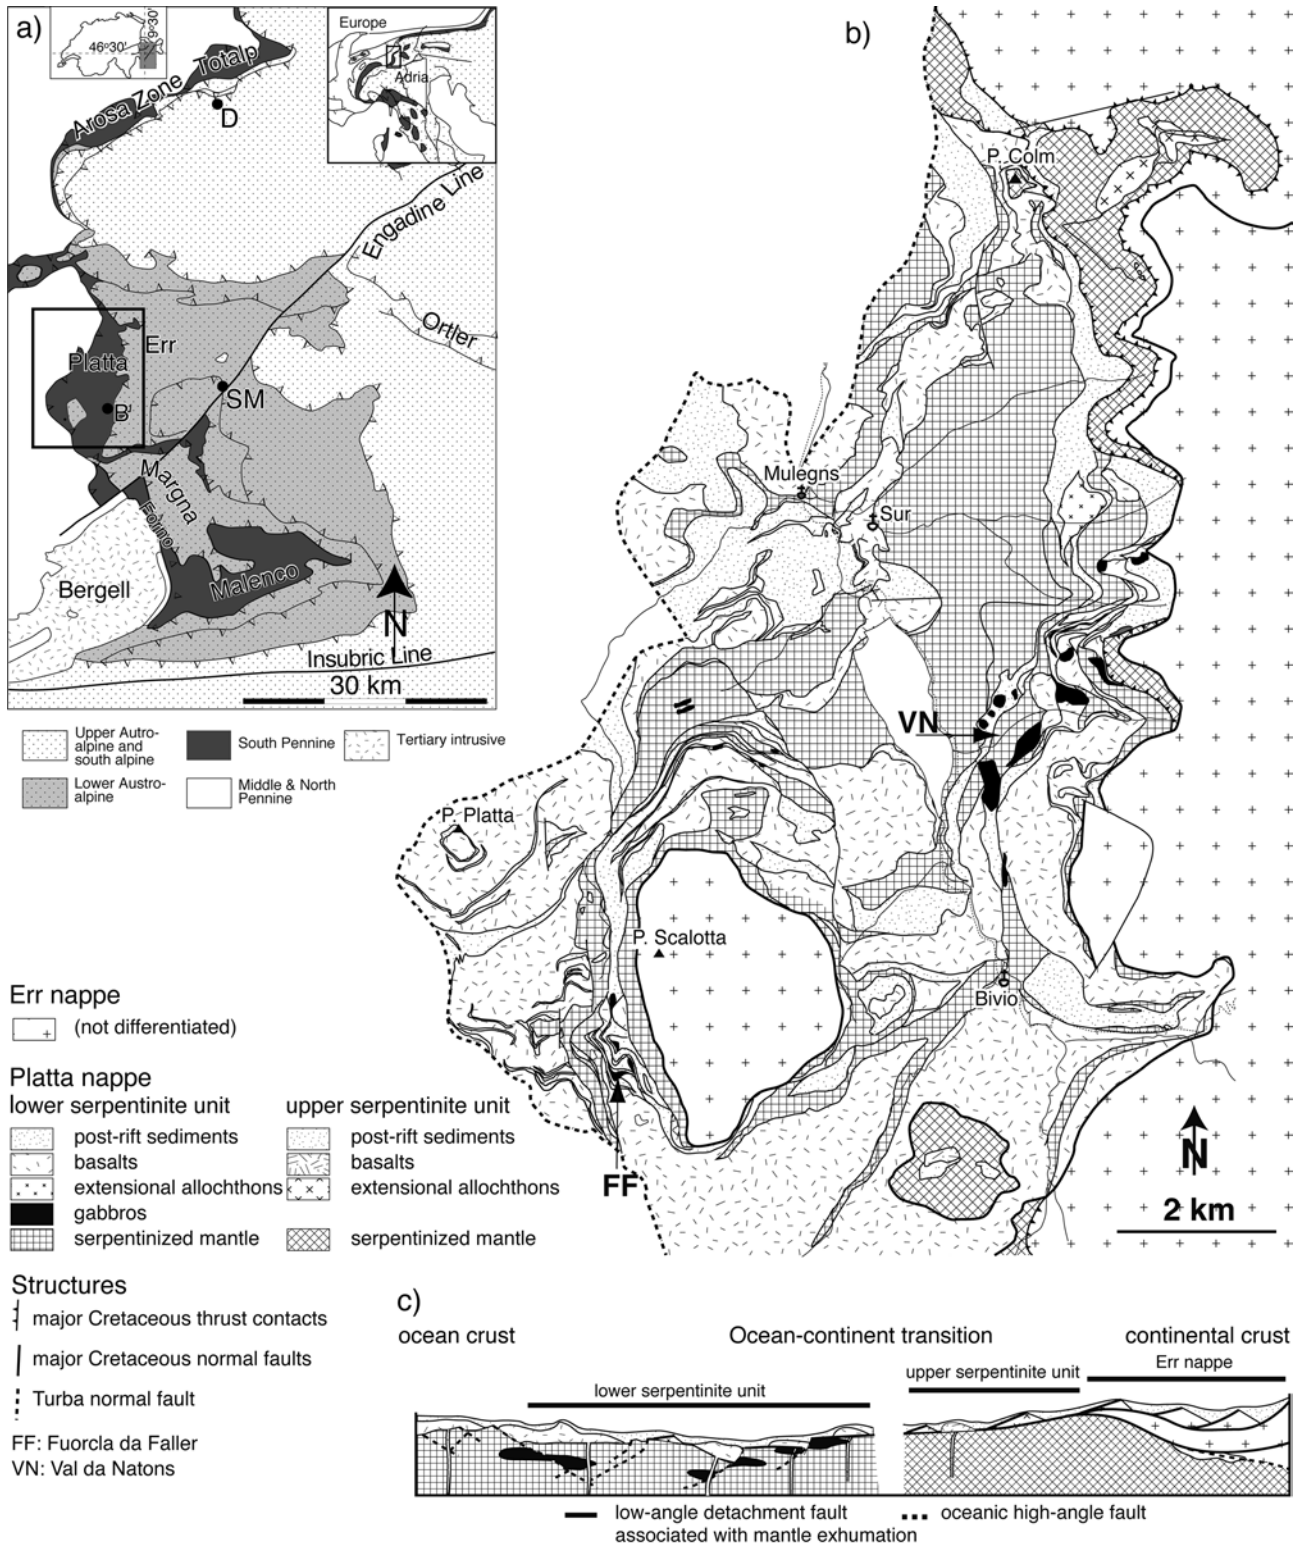 a)
46°30'
9°30'
Europe
Adria
Arosa Zone
Totalp
D
Engadine Line
Ortler
Err
Platta
B
SM
Margna
Forno
Malenco
Bergell
N
Insubric Line
30 km
Upper Autro-
alpine and
south alpine
South Pennine
Tertiary intrusive
Lower Austro-
alpine
Middle & North
Pennine
b)
P. Colm
Mulegns
Sur
VN
P. Platta
P. Scalotta
Bivio
FF
N
2 km
Err nappe
(not differentiated)
Platta nappe
lower serpentinite unit
upper serpentinite unit
post-rift sediments
post-rift sediments
basalts
basalts
extensional allochthons
extensional allochthons
gabbros
serpentinized mantle
serpentinized mantle
Structures
major Cretaceous thrust contacts
major Cretaceous normal faults
Turba normal fault
FF: Fuorcla da Faller
VN: Val da Natons
c)
ocean crust
Ocean-continent transition
continental crust
lower serpentinite unit
upper serpentinite unit
Err nappe
low-angle detachment fault
associated with mantle exhumation
oceanic high-angle fault